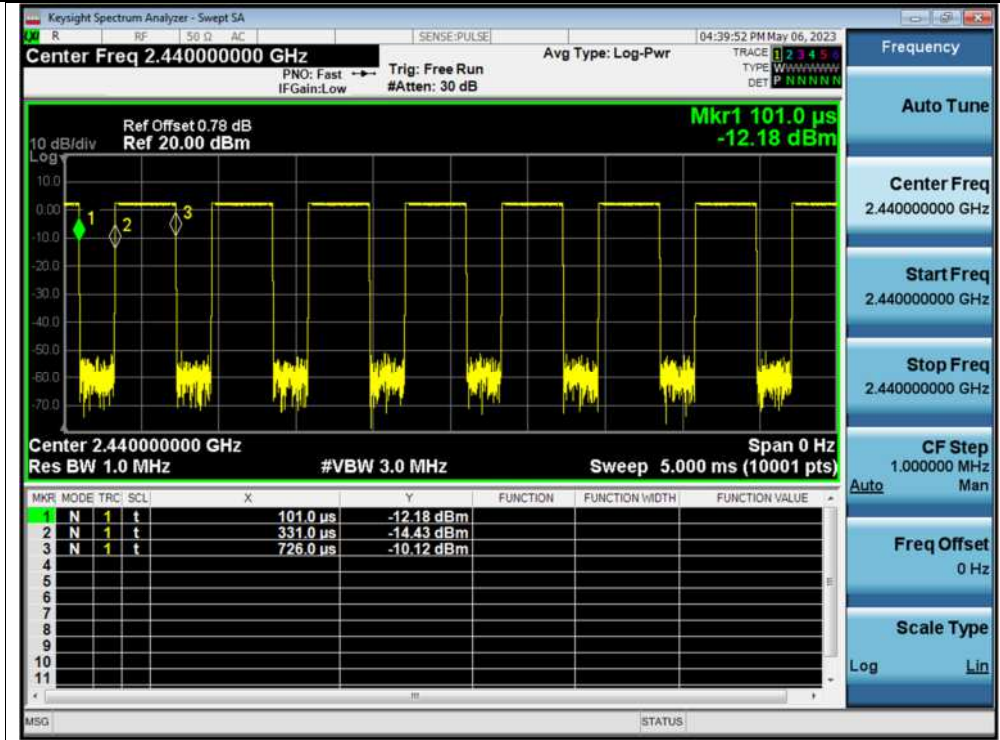 Keysight Spectrum Analyzer - Swept SA
R RF 50 Ω AC SENSE:PULSE 04:39:52 PM May 06, 2023
Center Freq 2.440000000 GHz
PNO: Fast
IFGain:Low
Trig: Free Run
#Atten: 30 dB
Avg Type: Log-Pwr
TRACE 1 2 3 4 5 6
TYPE WWWWWW
DET P N N N N N
Ref Offset 0.78 dB
10 dB/div Ref 20.00 dBm
Log
Mkr1 101.0 µs
-12.18 dBm
10.0
0.00
-10.0
-20.0
-30.0
-40.0
-50.0
-60.0
-70.0
1
2
3
Center 2.440000000 GHz Span 0 Hz
Res BW 1.0 MHz #VBW 3.0 MHz Sweep 5.000 ms (10001 pts)
MKR MODE TRC SCL X Y FUNCTION FUNCTION WIDTH FUNCTION VALUE
1 N 1 t 101.0 µs -12.18 dBm
2 N 1 t 331.0 µs -14.43 dBm
3 N 1 t 726.0 µs -10.12 dBm
4
5
6
7
8
9
10
11
MSG STATUS
Frequency
Auto Tune
Center Freq
2.440000000 GHz
Start Freq
2.440000000 GHz
Stop Freq
2.440000000 GHz
CF Step
1.000000 MHz
Auto Man
Freq Offset
0 Hz
Scale Type
Log Lin